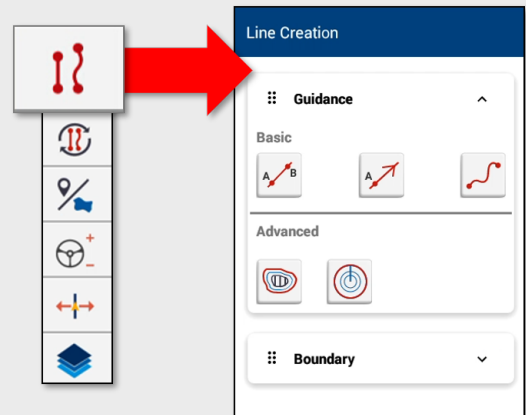 Line Creation
Guidance
Basic
A B
A
Advanced
Boundary